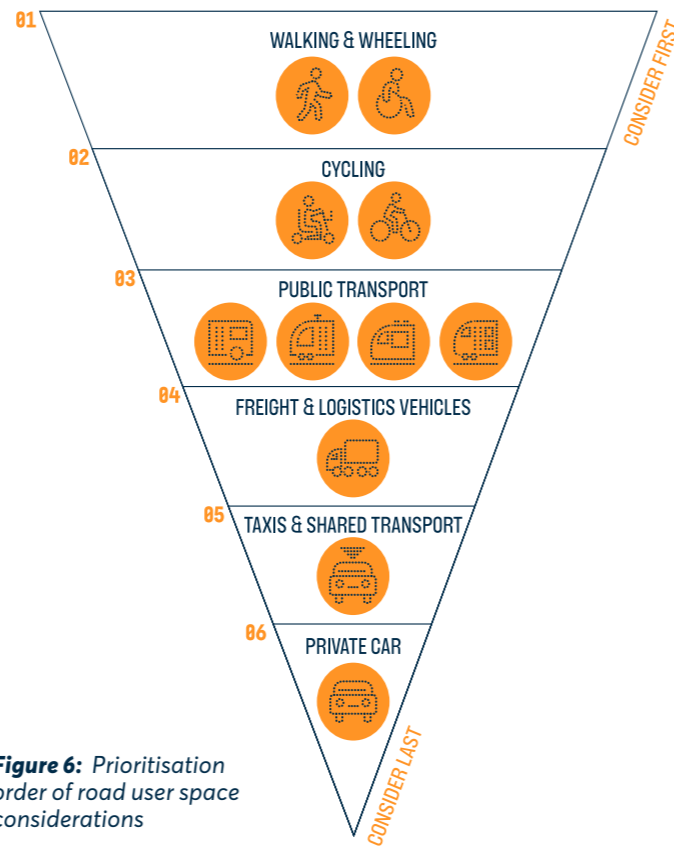 01
WALKING & WHEELING
CONSIDER FIRST
02
CYCLING
03
PUBLIC TRANSPORT
04
FREIGHT & LOGISTICS VEHICLES
05
TAXIS & SHARED TRANSPORT
06
PRIVATE CAR
CONSIDER LAST
Figure 6: Prioritisation
order of road user space
considerations